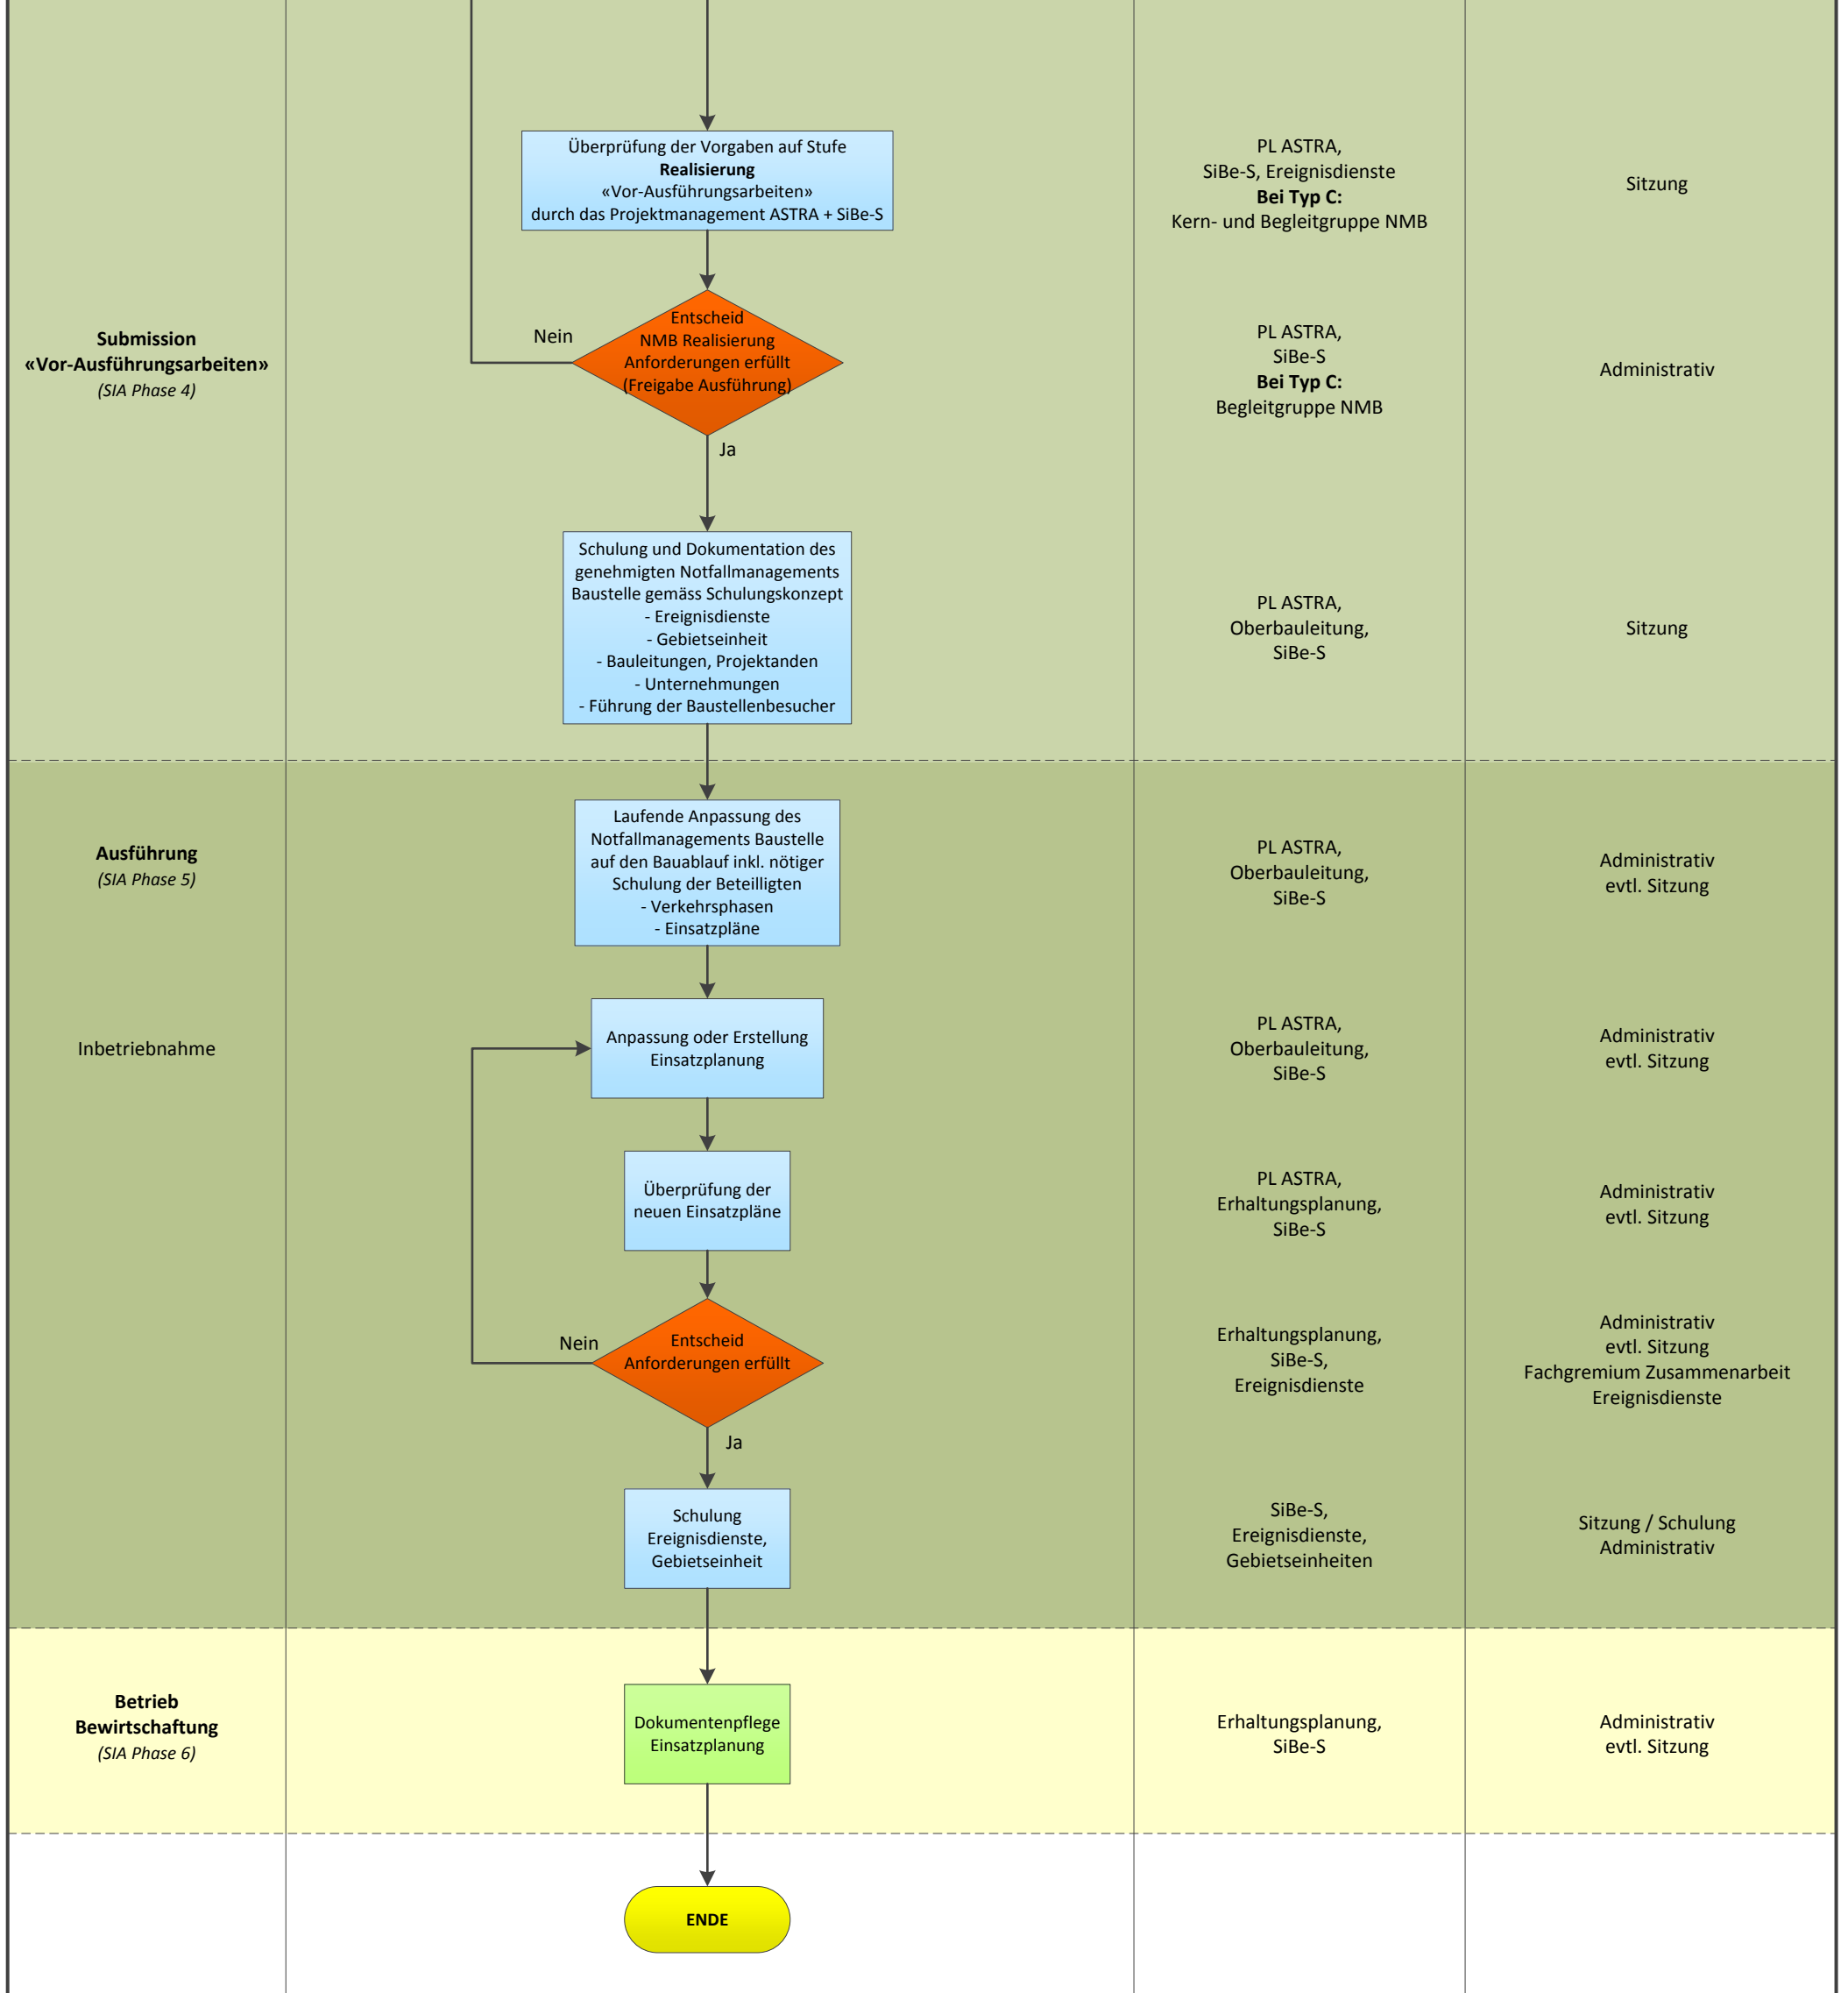 Überprüfung der Vorgaben auf Stufe
Realisierung
«Vor-Ausführungsarbeiten»
durch das Projektmanagement ASTRA + SiBe-S
PL ASTRA,
SiBe-S, Ereignisdienste
Bei Typ C:
Kern- und Begleitgruppe NMB
Sitzung
Submission
«Vor-Ausführungsarbeiten»
(SIA Phase 4)
Nein
Entscheid
NMB Realisierung
Anforderungen erfüllt
(Freigabe Ausführung)
Ja
PL ASTRA,
SiBe-S
Bei Typ C:
Begleitgruppe NMB
Administrativ
Schulung und Dokumentation des
genehmigten Notfallmanagements
Baustelle gemäss Schulungskonzept
- Ereignisdienste
- Gebietseinheit
- Bauleitungen, Projektanden
- Unternehmungen
- Führung der Baustellenbesucher
PL ASTRA,
Oberbauleitung,
SiBe-S
Sitzung
Ausführung
(SIA Phase 5)
Laufende Anpassung des
Notfallmanagements Baustelle
auf den Bauablauf inkl. nötiger
Schulung der Beteilligten
- Verkehrsphasen
- Einsatzpläne
PL ASTRA,
Oberbauleitung,
SiBe-S
Administrativ
evtl. Sitzung
Inbetriebnahme
Anpassung oder Erstellung
Einsatzplanung
PL ASTRA,
Oberbauleitung,
SiBe-S
Administrativ
evtl. Sitzung
Überprüfung der
neuen Einsatzpläne
PL ASTRA,
Erhaltungsplanung,
SiBe-S
Administrativ
evtl. Sitzung
Nein
Entscheid
Anforderungen erfüllt
Ja
Erhaltungsplanung,
SiBe-S,
Ereignisdienste
Administrativ
evtl. Sitzung
Fachgremium Zusammenarbeit
Ereignisdienste
Schulung
Ereignisdienste,
Gebietseinheit
SiBe-S,
Ereignisdienste,
Gebietseinheiten
Sitzung / Schulung
Administrativ
Betrieb
Bewirtschaftung
(SIA Phase 6)
Dokumentenpflege
Einsatzplanung
Erhaltungsplanung,
SiBe-S
Administrativ
evtl. Sitzung
ENDE